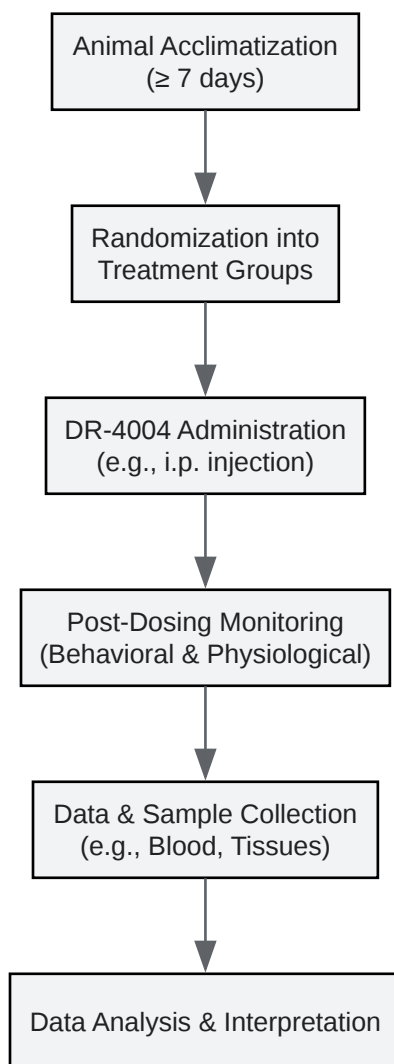 Animal Acclimatization
(≥ 7 days)
Randomization into
Treatment Groups
DR-4004 Administration
(e.g., i.p. injection)
Post-Dosing Monitoring
(Behavioral & Physiological)
Data & Sample Collection
(e.g., Blood, Tissues)
Data Analysis & Interpretation